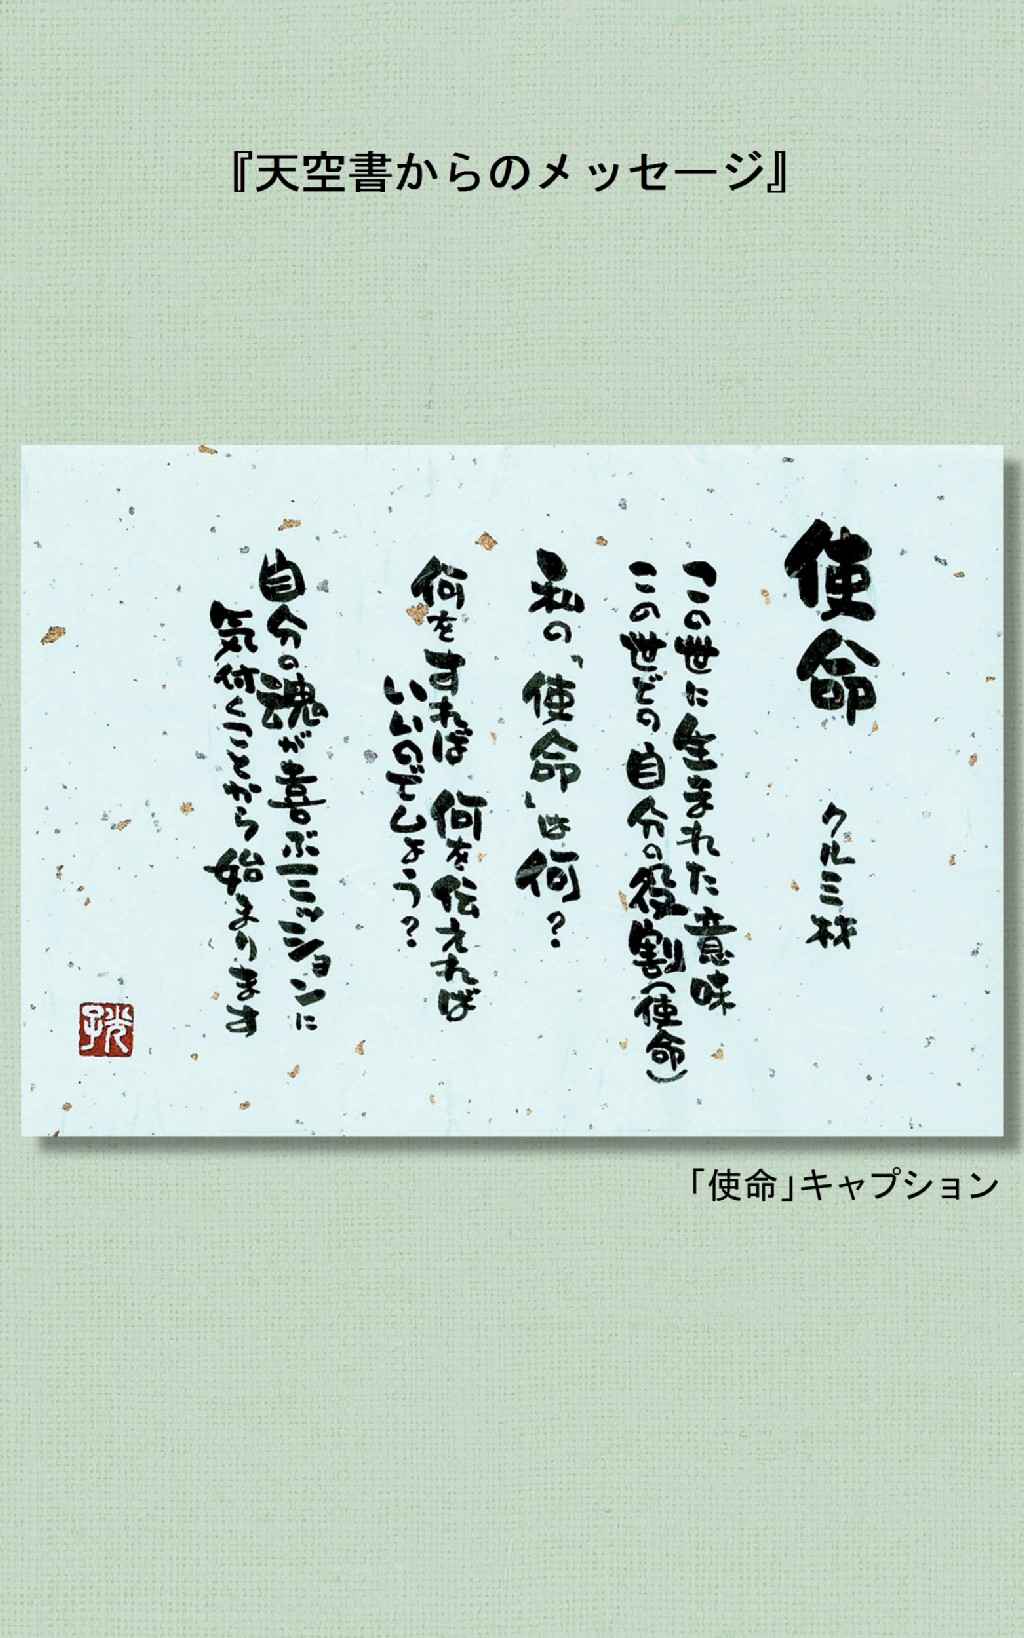 『天空書からのメッセージ』
使命
クルミ材
この世に生まれた意味
この世での自分の役割(使命)
私の「使命」は何?
何をすれば 何を伝えれば
いいのでしょう?
自分の魂が喜ぶミッションに
気付くことから始まります
「使命」キャプション